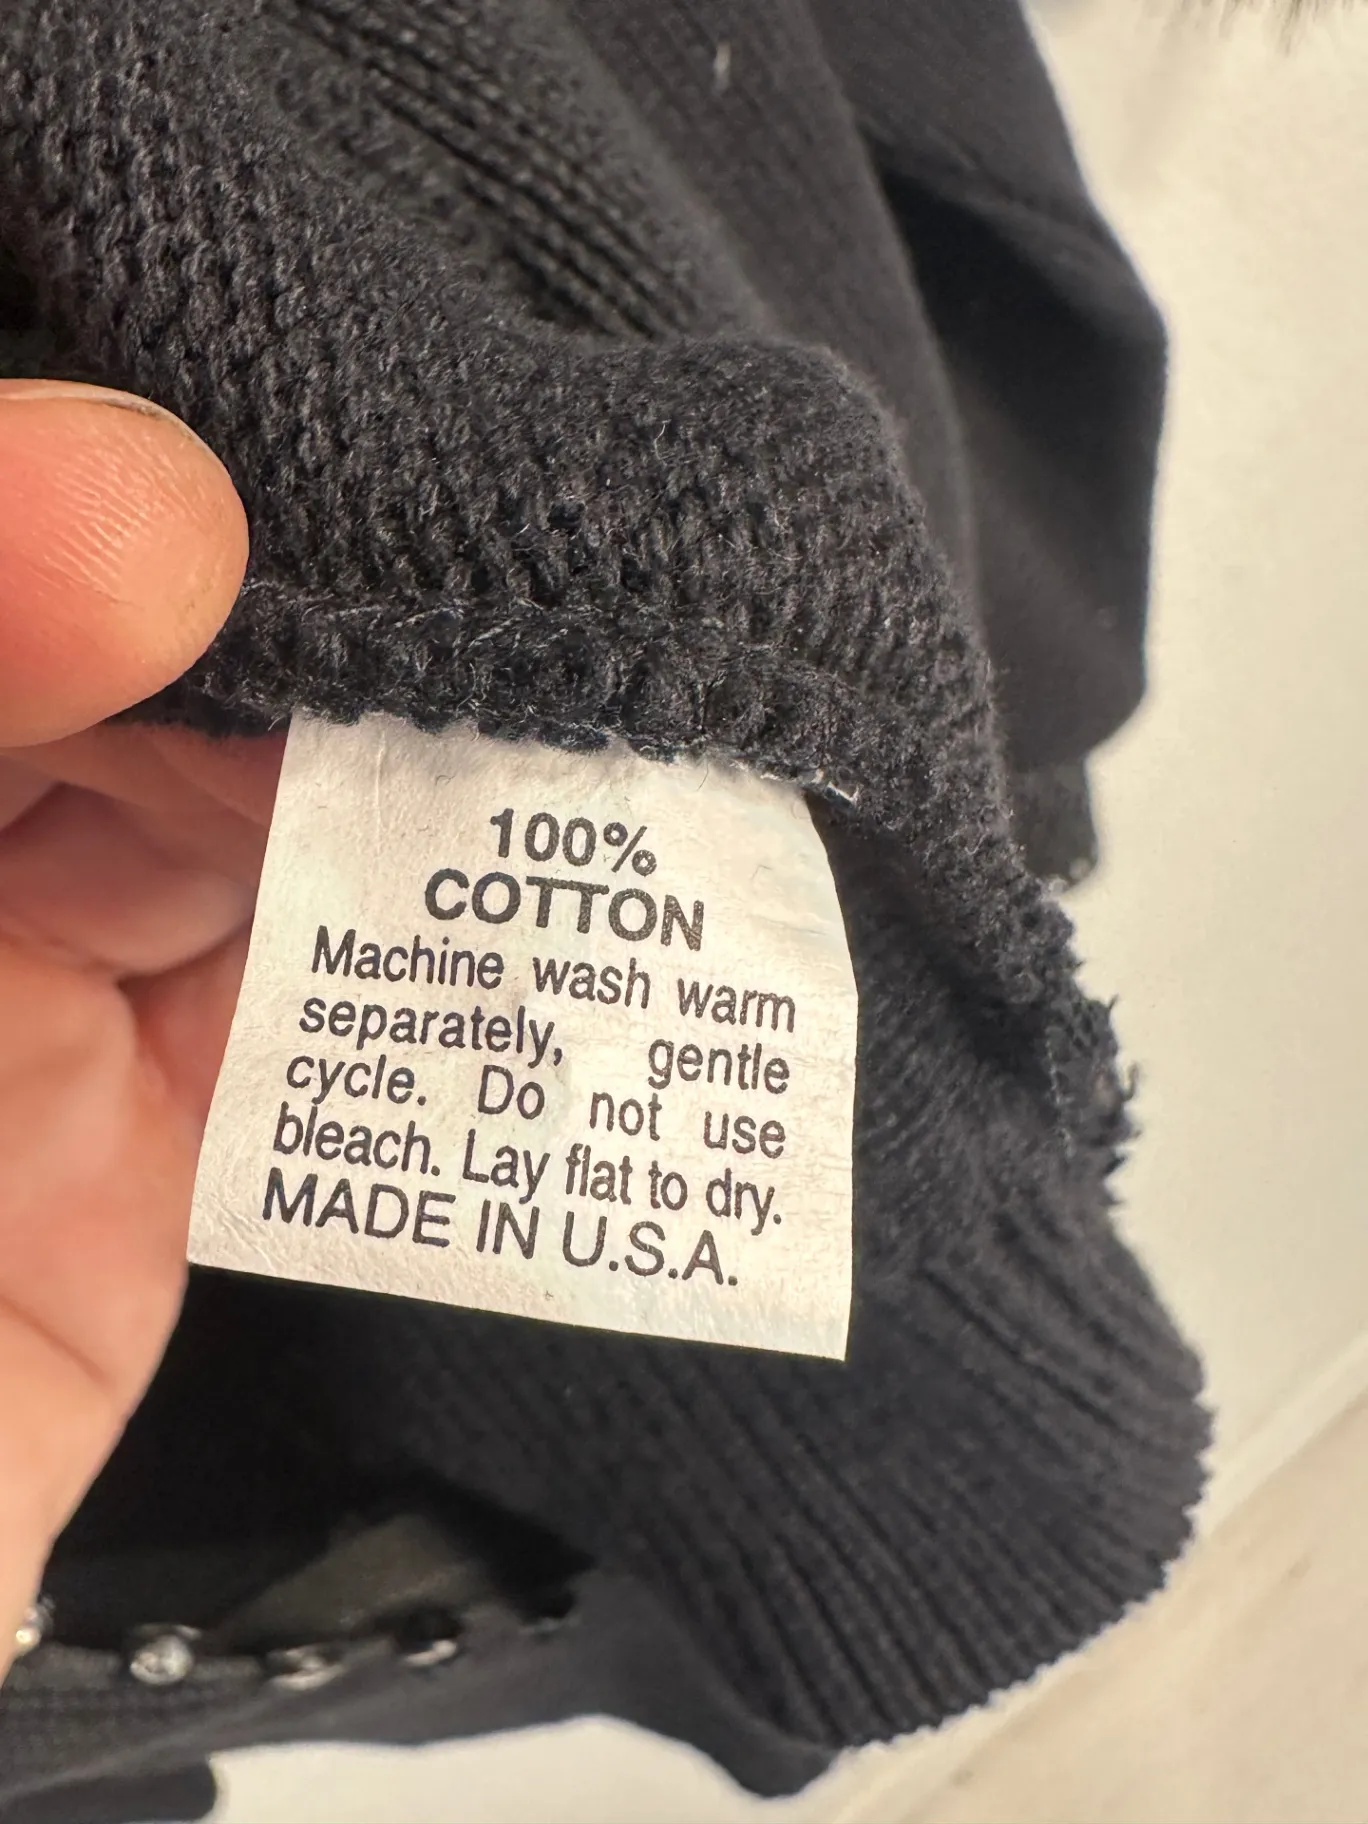 100%
COTTON
Machine wash warm
separately, gentle
cycle. Do not use
bleach. Lay flat to dry.
MADE IN U.S.A.